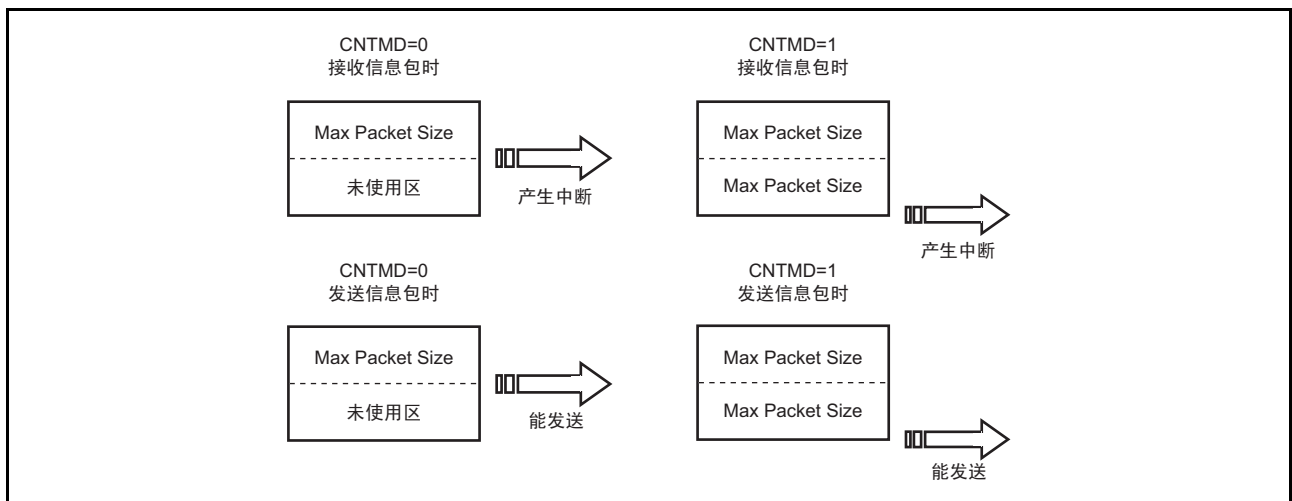 CNTMD=0
接收信息包时
Max Packet Size
未使用区
产生中断
CNTMD=1
接收信息包时
Max Packet Size
Max Packet Size
产生中断
CNTMD=0
发送信息包时
Max Packet Size
未使用区
能发送
CNTMD=1
发送信息包时
Max Packet Size
Max Packet Size
能发送